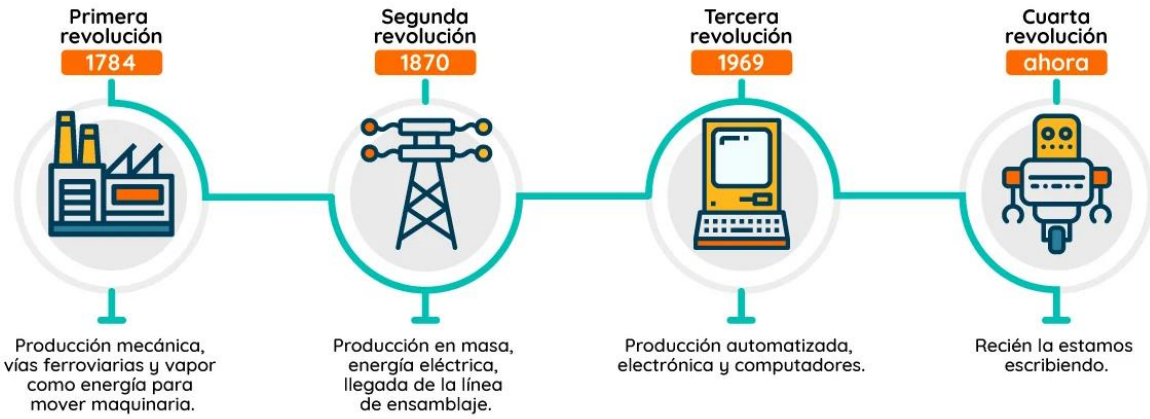 Primera
revolución
1784
Producción mecánica,
vías ferroviarias y vapor
como energía para
mover maquinaria.
Segunda
revolución
1870
Producción en masa,
energía eléctrica,
llegada de la línea
de ensamblaje.
Tercera
revolución
1969
Producción automatizada,
electrónica y computadores.
Cuarta
revolución
ahora
Recién la estamos
escribiendo.